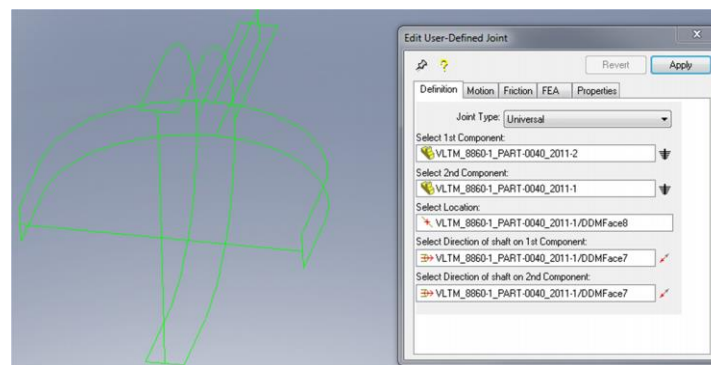 Edit User-Defined Joint
Revert Apply
Definition Motion Friction FEA Properties
Joint Type: Universal
Select 1st Component:
VLTM_8860-1_PART-0040_2011-2
Select 2nd Component:
VLTM_8860-1_PART-0040_2011-1
Select Location:
VLTM_8860-1_PART-0040_2011-1/DDMFace8
Select Direction of shaft on 1st Component:
VLTM_8860-1_PART-0040_2011-1/DDMFace7
Select Direction of shaft on 2nd Component:
VLTM_8860-1_PART-0040_2011-1/DDMFace7